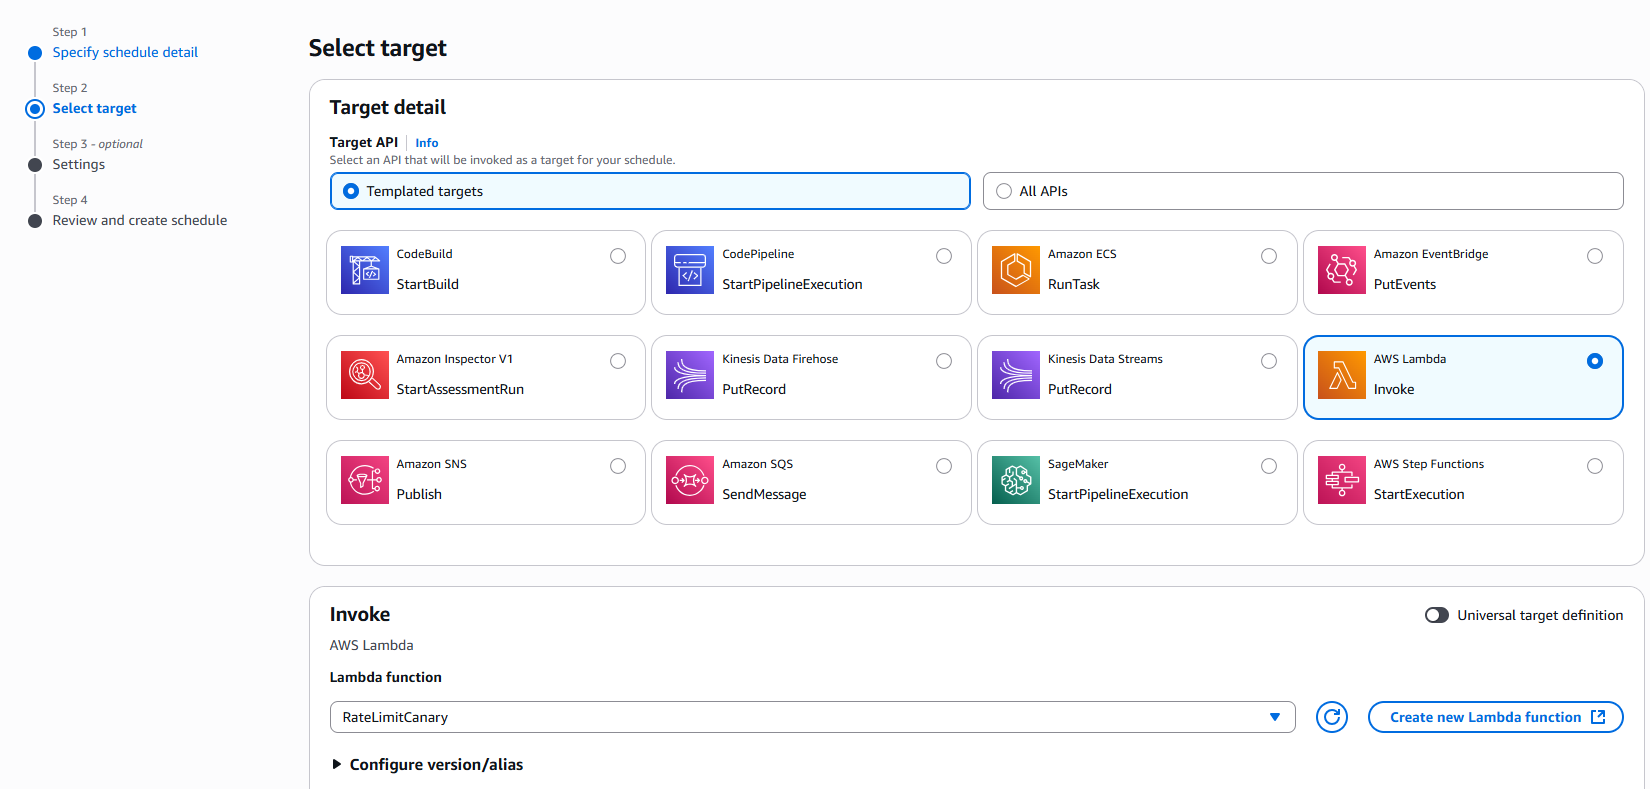 Step 1
Specify schedule detail
Step 2
Select target
Step 3 - optional
Settings
Step 4
Review and create schedule
Select target
Target detail
Target API
Info
Select an API that will be invoked as a target for your schedule.
Templated targets
All APIs
CodeBuild
StartBuild
CodePipeline
StartPipelineExecution
Amazon ECS
RunTask
Amazon EventBridge
PutEvents
Amazon Inspector V1
StartAssessmentRun
Kinesis Data Firehose
PutRecord
Kinesis Data Streams
PutRecord
AWS Lambda
Invoke
Amazon SNS
Publish
Amazon SQS
SendMessage
SageMaker
StartPipelineExecution
AWS Step Functions
StartExecution
Invoke
Universal target definition
AWS Lambda
Lambda function
RateLimitCanary
Create new Lambda function
Configure version/alias